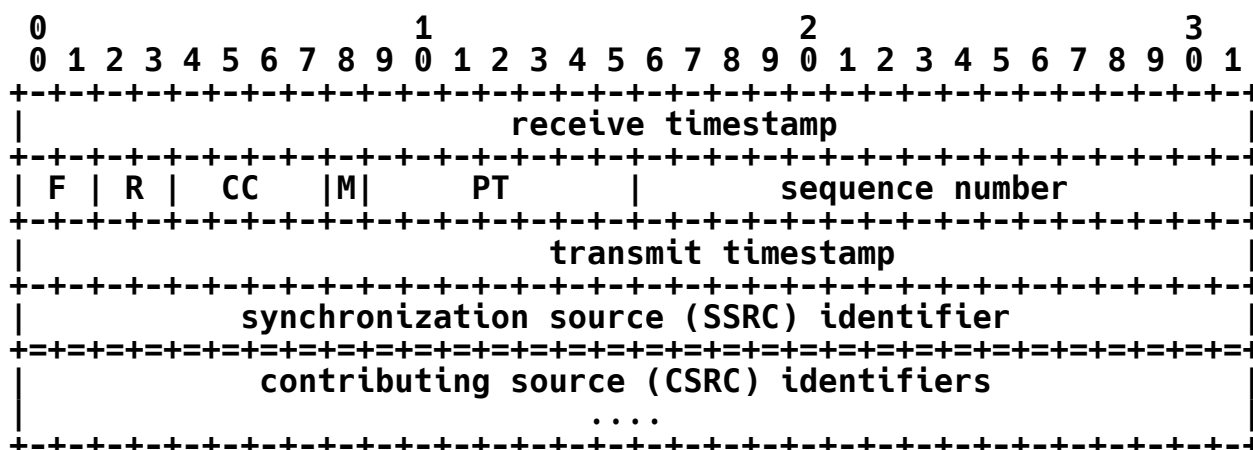 0                   1                   2                   3
0 1 2 3 4 5 6 7 8 9 0 1 2 3 4 5 6 7 8 9 0 1 2 3 4 5 6 7 8 9 0 1
+-+-+-+-+-+-+-+-+-+-+-+-+-+-+-+-+-+-+-+-+-+-+-+-+-+-+-+-+-+-+-+-+
|                         receive timestamp                     |
+-+-+-+-+-+-+-+-+-+-+-+-+-+-+-+-+-+-+-+-+-+-+-+-+-+-+-+-+-+-+-+-+
| F | R |  CC   |M|     PT      |       sequence number         |
+-+-+-+-+-+-+-+-+-+-+-+-+-+-+-+-+-+-+-+-+-+-+-+-+-+-+-+-+-+-+-+-+
|                           transmit timestamp                  |
+-+-+-+-+-+-+-+-+-+-+-+-+-+-+-+-+-+-+-+-+-+-+-+-+-+-+-+-+-+-+-+-+
|           synchronization source (SSRC) identifier            |
+=+=+=+=+=+=+=+=+=+=+=+=+=+=+=+=+=+=+=+=+=+=+=+=+=+=+=+=+=+=+=+=+
|            contributing source (CSRC) identifiers             |
|                             ....                              |
+-+-+-+-+-+-+-+-+-+-+-+-+-+-+-+-+-+-+-+-+-+-+-+-+-+-+-+-+-+-+-+-+